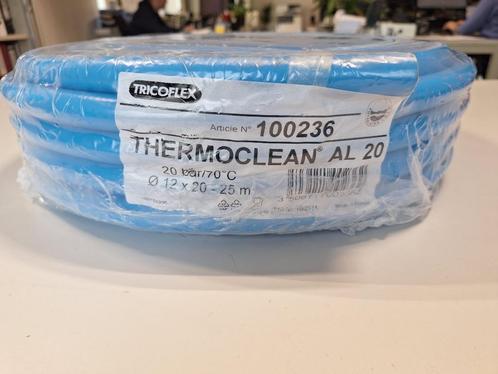 TRICOFLEX
Article N° 100236
THERMOCLEAN® AL 20
20 bar/70°C
Ø 12 x 20 - 25 m